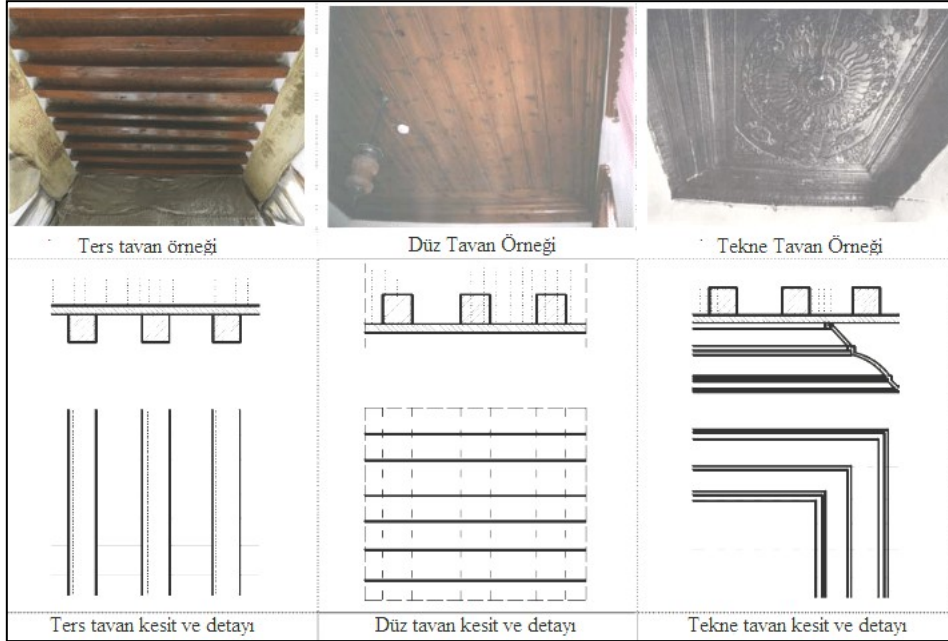 Ters tavan örneği
Düz Tavan Örneği
Tekne Tavan Örneği
Ters tavan kesit ve detayı
Düz tavan kesit ve detayı
Tekne tavan kesit ve detayı